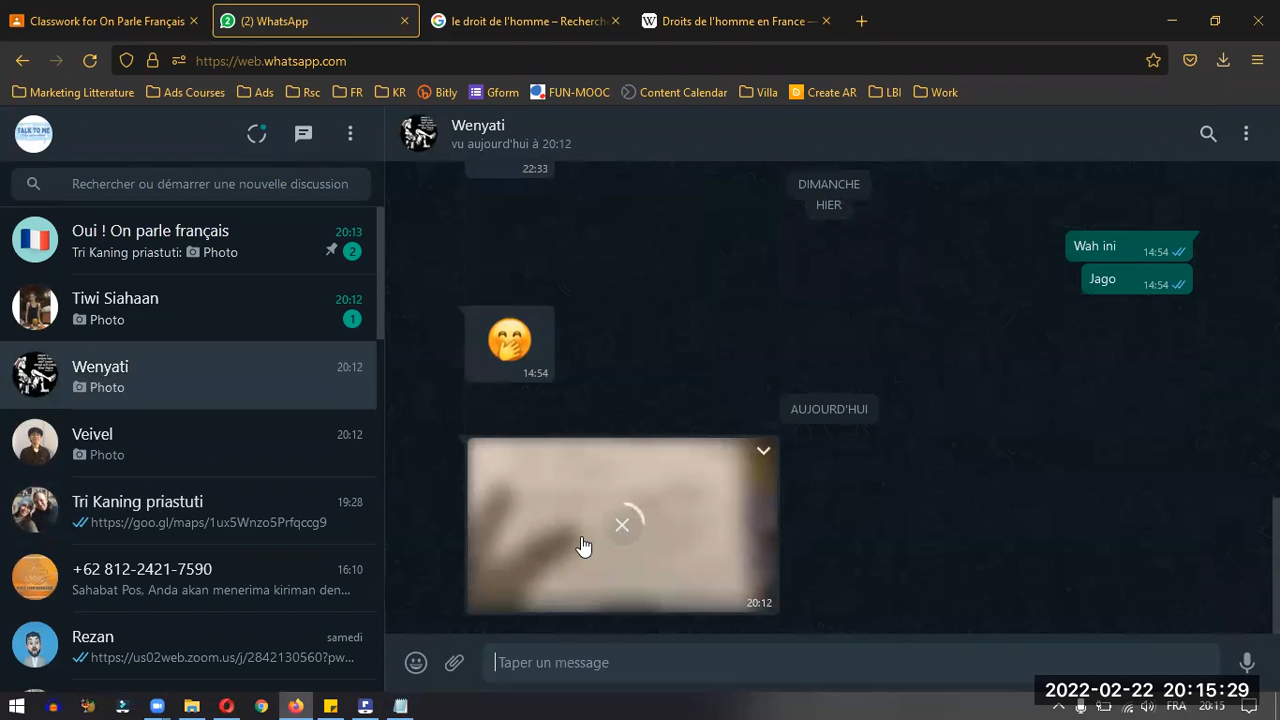 Classwork for On Parle Français
(2) WhatsApp
le droit de l'homme – Recherch
Droits de l'homme en France —
https://web.whatsapp.com
Marketing Litterature
Ads Courses
Ads
Rsc
FR
KR
Bitly
Gform
FUN-MOOC
Content Calendar
Villa
Create AR
LBI
Work
TALK TO ME
Wenyati
vu aujourd'hui à 20:12
Rechercher ou démarrer une nouvelle discussion
Oui ! On parle français
20:13
Tri Kaning priastuti: Photo
2
Tiwi Siahaan
20:12
Photo
1
Wenyati
20:12
Photo
Veivel
20:12
Photo
Tri Kaning priastuti
19:28
https://goo.gl/maps/1ux5Wnzo5Prfqccg9
+62 812-2421-7590
16:10
Sahabat Pos, Anda akan menerima kiriman den...
Rezan
samedi
https://us02web.zoom.us/j/2842130560?pw...
22:33
DIMANCHE
HIER
Wah ini
14:54
Jago
14:54
14:54
AUJOURD'HUI
20:12
Taper un message
2022-02-22 20:15:29
FRA
20:15